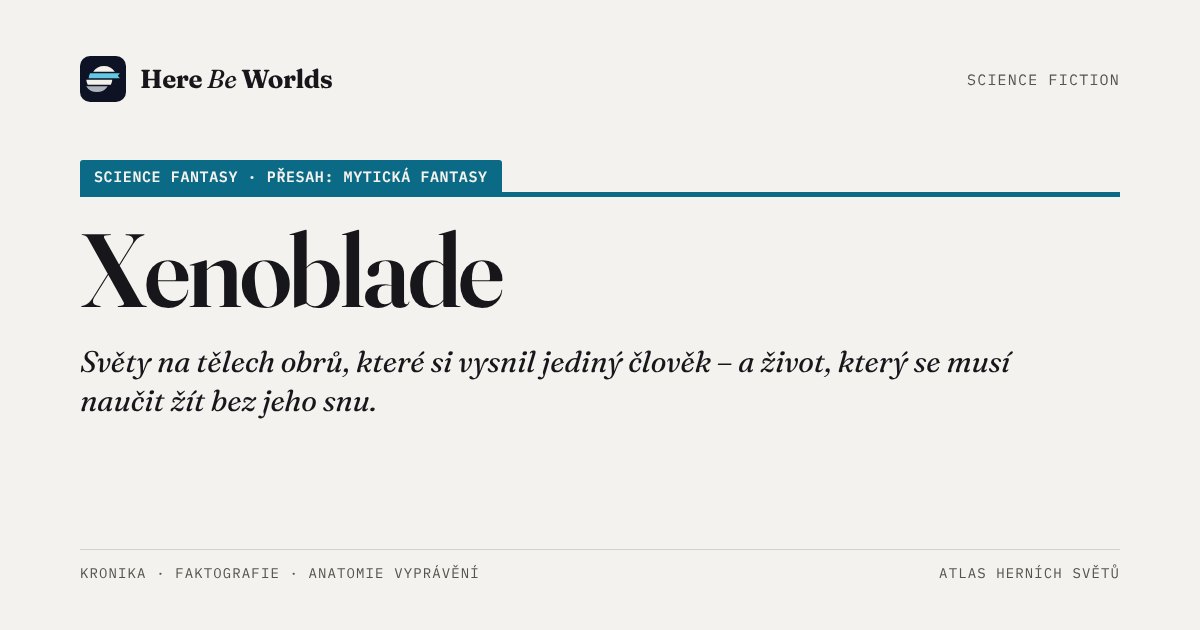 Here Be Worlds
SCIENCE FICTION
SCIENCE FANTASY · PŘESAH: MYTICKÁ FANTASY
Xenoblade
Světy na tělech obrů, které si vysnil jediný člověk – a život, který se musí
naučit žít bez jeho snu.
KRONIKA · FAKTOGRAFIE · ANATOMIE VYPRÁVĚNÍ
ATLAS HERNÍCH SVĚTŮ